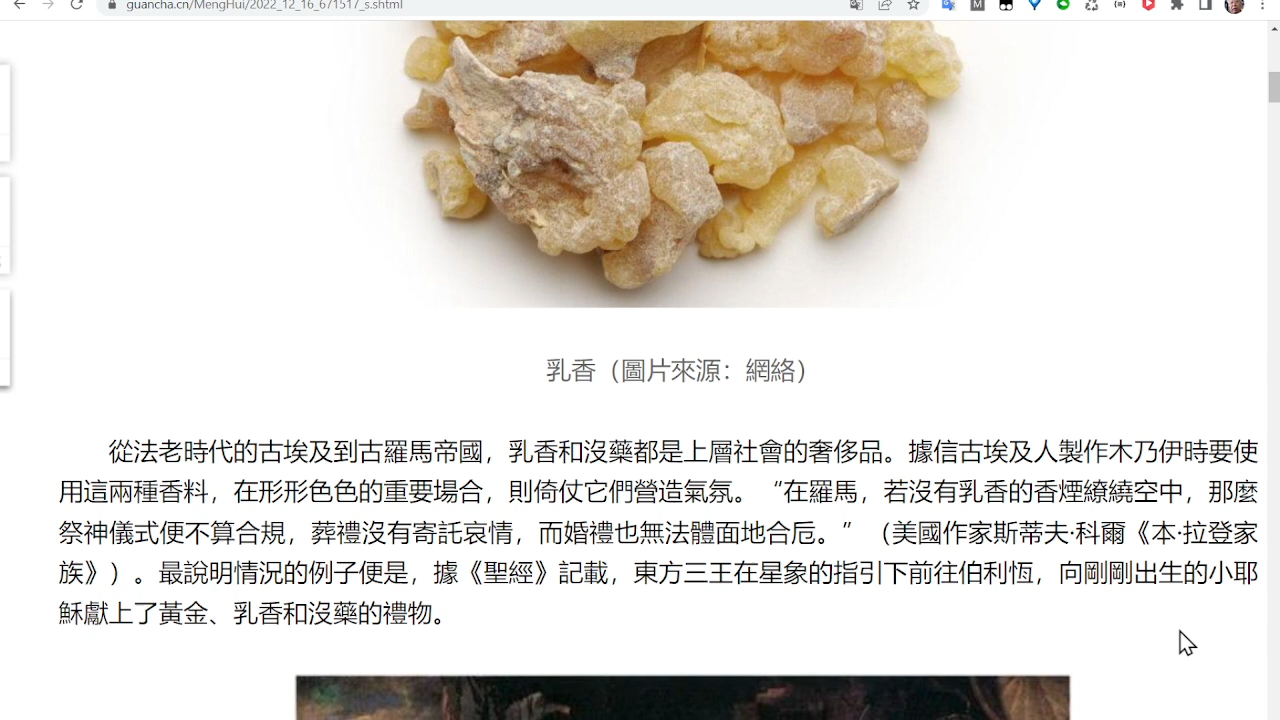 guancha.cn/MengHui/2022_12_16_671517_s.shtml
乳香（圖片來源：網絡）
從法老時代的古埃及到古羅馬帝國，乳香和沒藥都是上層社會的奢侈品。據信古埃及人製作木乃伊時要使
用這兩種香料，在形形色色的重要場合，則倚仗它們營造氣氛。“在羅馬，若沒有乳香的香煙繚繞空中，那麼
祭神儀式便不算合規，葬禮沒有寄託哀情，而婚禮也無法體面地合卮。”（美國作家斯蒂夫·科爾《本·拉登家
族》）。最說明情況的例子便是，據《聖經》記載，東方三王在星象的指引下前往伯利恆，向剛剛出生的小耶
穌獻上了黃金、乳香和沒藥的禮物。